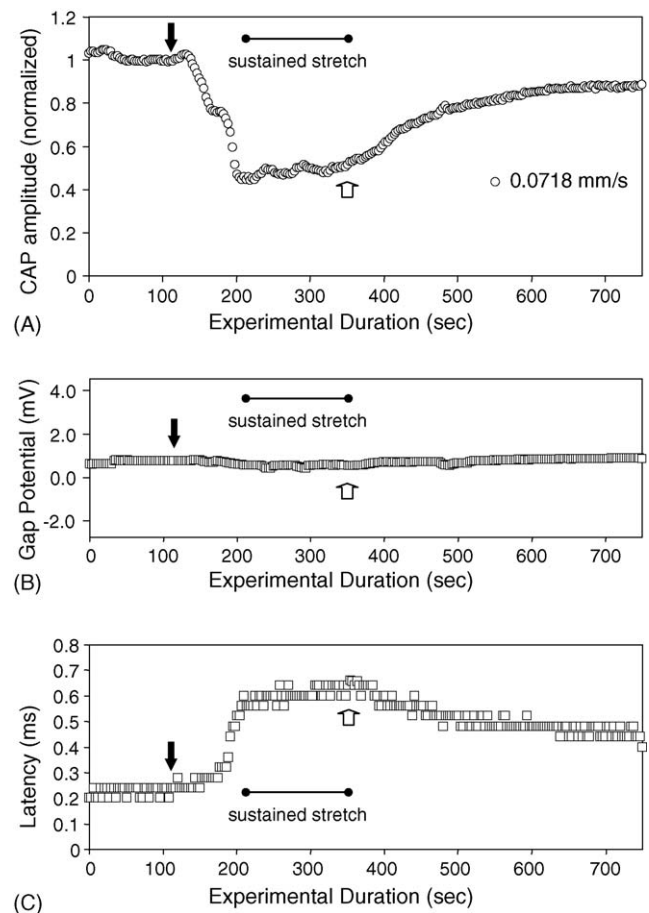 1.2
1
0.8
0.6
0.4
0.2
0
CAP amplitude (normalized)
sustained stretch
0.0718 mm/s
0 100 200 300 400 500 600 700
Experimental Duration (sec)
(A)
4.0
2.0
0.0
-2.0
Gap Potential (mV)
sustained stretch
0 100 200 300 400 500 600 700
Experimental Duration (sec)
(B)
0.8
0.7
0.6
0.5
0.4
0.3
0.2
0.1
0
Latency (ms)
sustained stretch
0 100 200 300 400 500 600 700
Experimental Duration (sec)
(C)